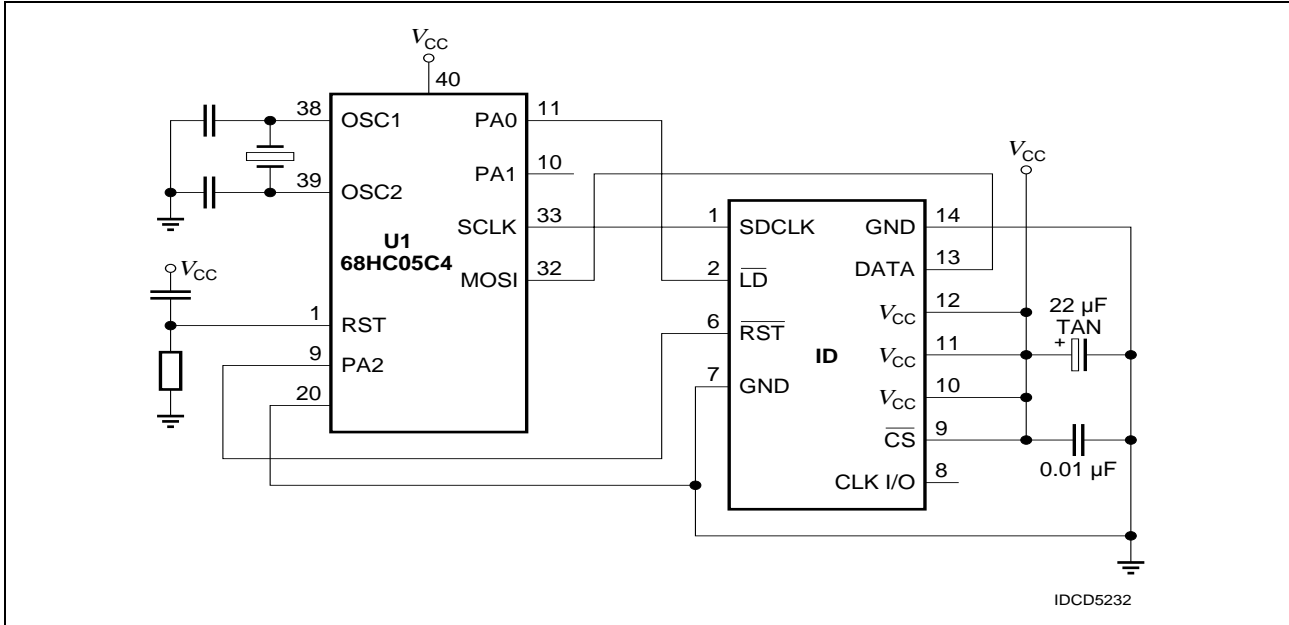 VCC
40
38
OSC1
PA0
11
PA1
10
39
OSC2
SCLK
33
U1
68HC05C4
MOSI
32
VCC
1
RST
9
PA2
20
VCC
1
SDCLK
GND
14
DATA
13
2
LD
VCC
12
22 µF
TAN
+
6
RST
ID
VCC
11
7
GND
VCC
10
CS
9
0.01 µF
CLK I/O
8
IDCD5232